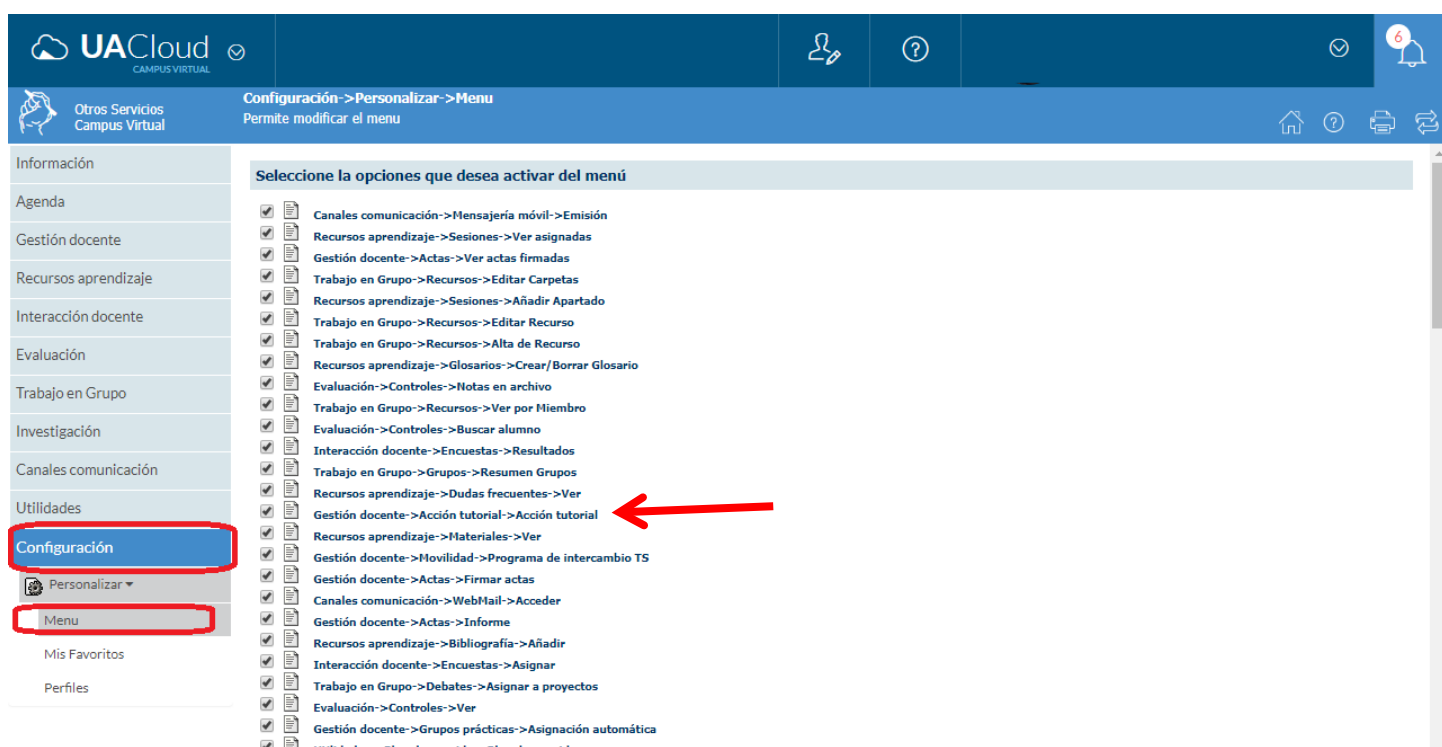 UACloud
CAMPUS VIRTUAL
6
Otros Servicios
Campus Virtual
Configuración->Personalizar->Menu
Permite modificar el menu
Información
Agenda
Gestión docente
Recursos aprendizaje
Interacción docente
Evaluación
Trabajo en Grupo
Investigación
Canales comunicación
Utilidades
Configuración
Personalizar
Menu
Mis Favoritos
Perfiles
Seleccione la opciones que desea activar del menú
Canales comunicación->Mensajería móvil->Emisión
Recursos aprendizaje->Sesiones->Ver asignadas
Gestión docente->Actas->Ver actas firmadas
Trabajo en Grupo->Recursos->Editar Carpetas
Recursos aprendizaje->Sesiones->Añadir Apartado
Trabajo en Grupo->Recursos->Editar Recurso
Trabajo en Grupo->Recursos->Alta de Recurso
Recursos aprendizaje->Glosarios->Crear/Borrar Glosario
Evaluación->Controles->Notas en archivo
Trabajo en Grupo->Recursos->Ver por Miembro
Evaluación->Controles->Buscar alumno
Interacción docente->Encuestas->Resultados
Trabajo en Grupo->Grupos->Resumen Grupos
Recursos aprendizaje->Dudas frecuentes->Ver
Gestión docente->Acción tutorial->Acción tutorial
Recursos aprendizaje->Materiales->Ver
Gestión docente->Movilidad->Programa de intercambio TS
Gestión docente->Actas->Firmar actas
Canales comunicación->WebMail->Acceder
Gestión docente->Actas->Informe
Recursos aprendizaje->Bibliografía->Añadir
Interacción docente->Encuestas->Asignar
Trabajo en Grupo->Debates->Asignar a proyectos
Evaluación->Controles->Ver
Gestión docente->Grupos prácticas->Asignación automática